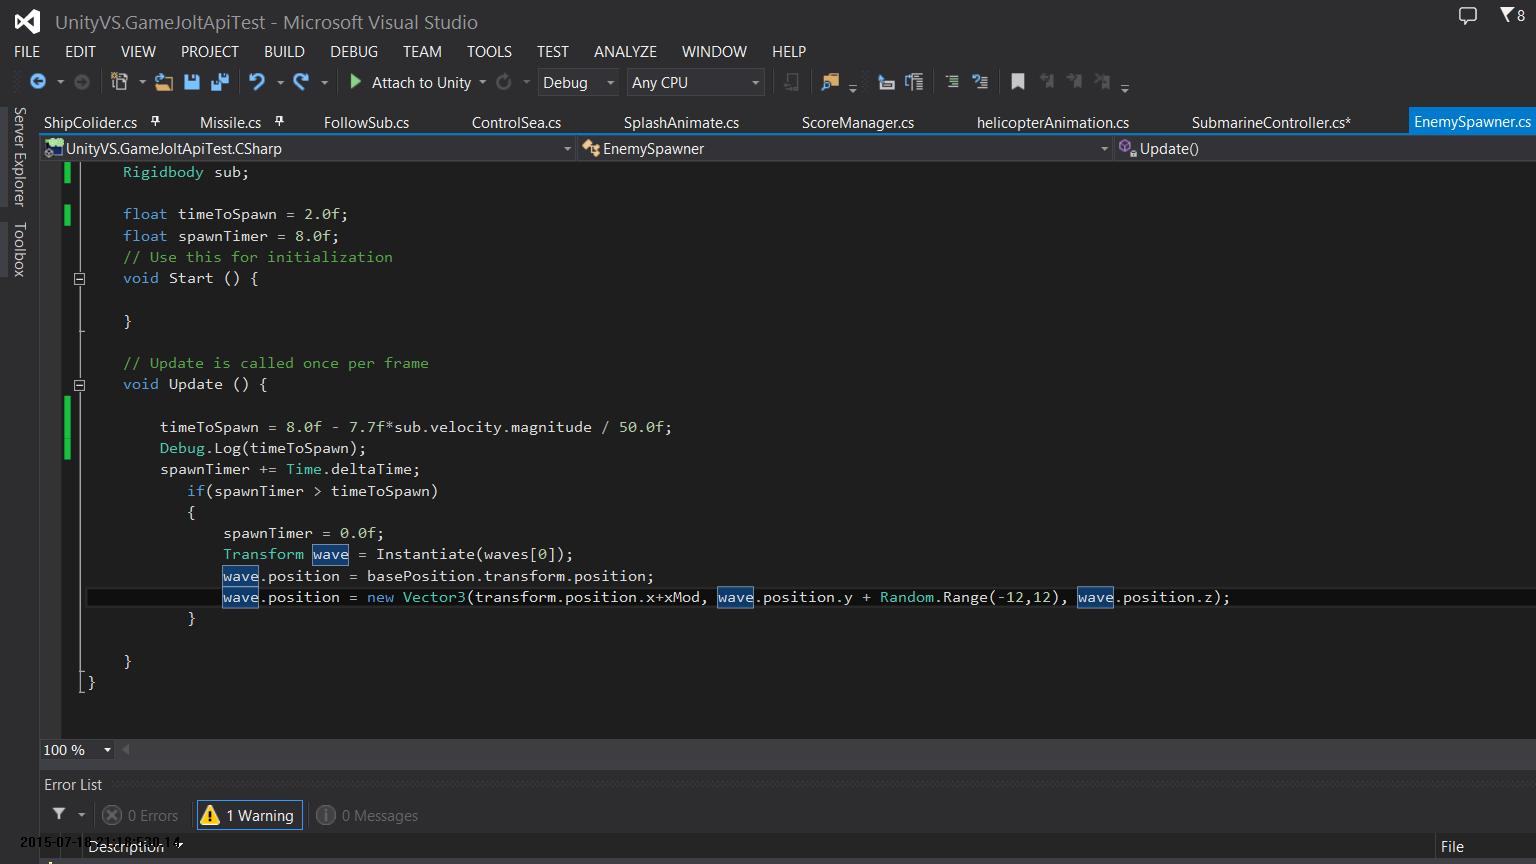 UnityVS.GameJoltApiTest - Microsoft Visual Studio
8
FILE EDIT VIEW PROJECT BUILD DEBUG TEAM TOOLS TEST ANALYZE WINDOW HELP
Attach to Unity Debug Any CPU
Server Explorer
Toolbox
ShipColider.cs Missile.cs FollowSub.cs ControlSea.cs SplashAnimate.cs ScoreManager.cs helicopterAnimation.cs SubmarineController.cs* EnemySpawner.cs
UnityVS.GameJoltApiTest.CSharp EnemySpawner Update()
Rigidbody sub;
float timeToSpawn = 2.0f;
float spawnTimer = 8.0f;
// Use this for initialization
void Start () {
}
// Update is called once per frame
void Update () {
timeToSpawn = 8.0f - 7.7f*sub.velocity.magnitude / 50.0f;
Debug.Log(timeToSpawn);
spawnTimer += Time.deltaTime;
if(spawnTimer > timeToSpawn)
{
spawnTimer = 0.0f;
Transform wave = Instantiate(waves[0]);
wave.position = basePosition.transform.position;
wave.position = new Vector3(transform.position.x+xMod, wave.position.y + Random.Range(-12,12), wave.position.z);
}
}
}
100 %
Error List
0 Errors 1 Warning 0 Messages
Description File